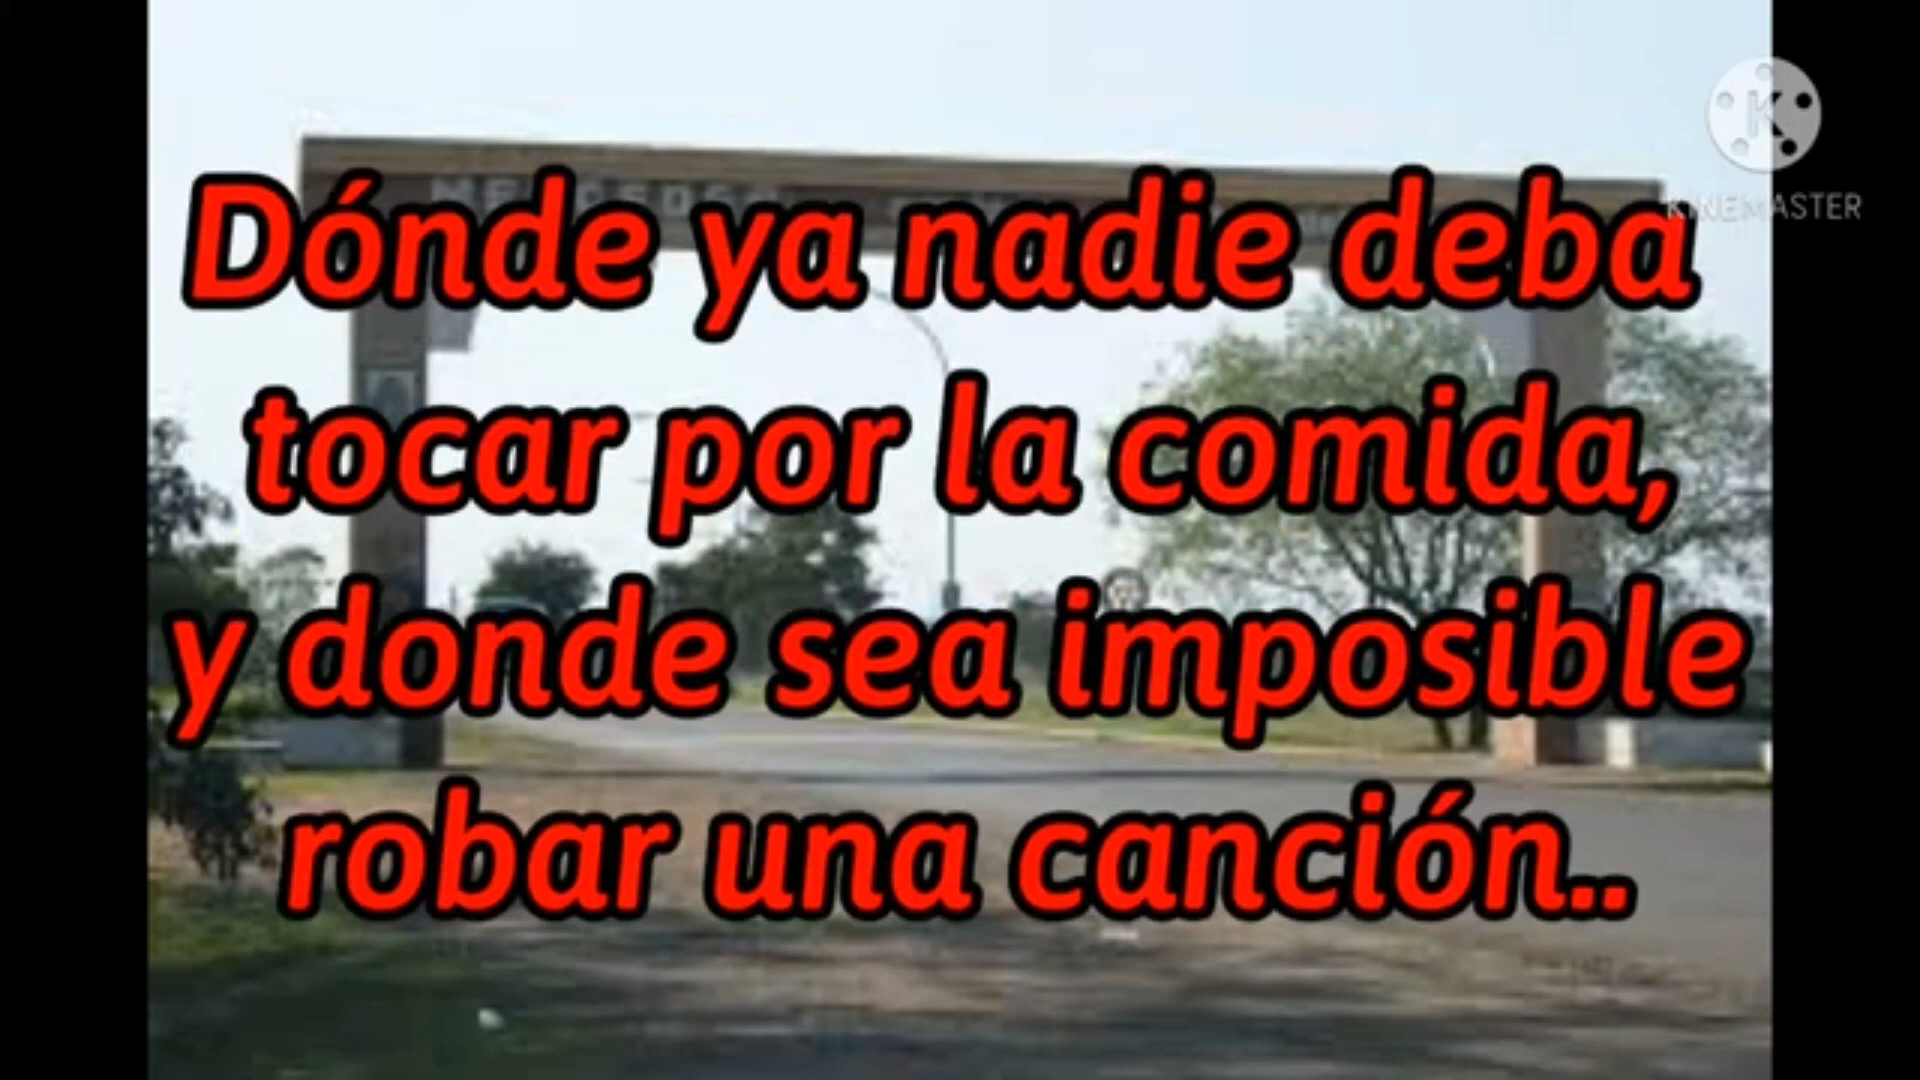 Dónde ya nadie deba
tocar por la comida,
y donde sea imposible
robar una canción..
K
KINEMASTER